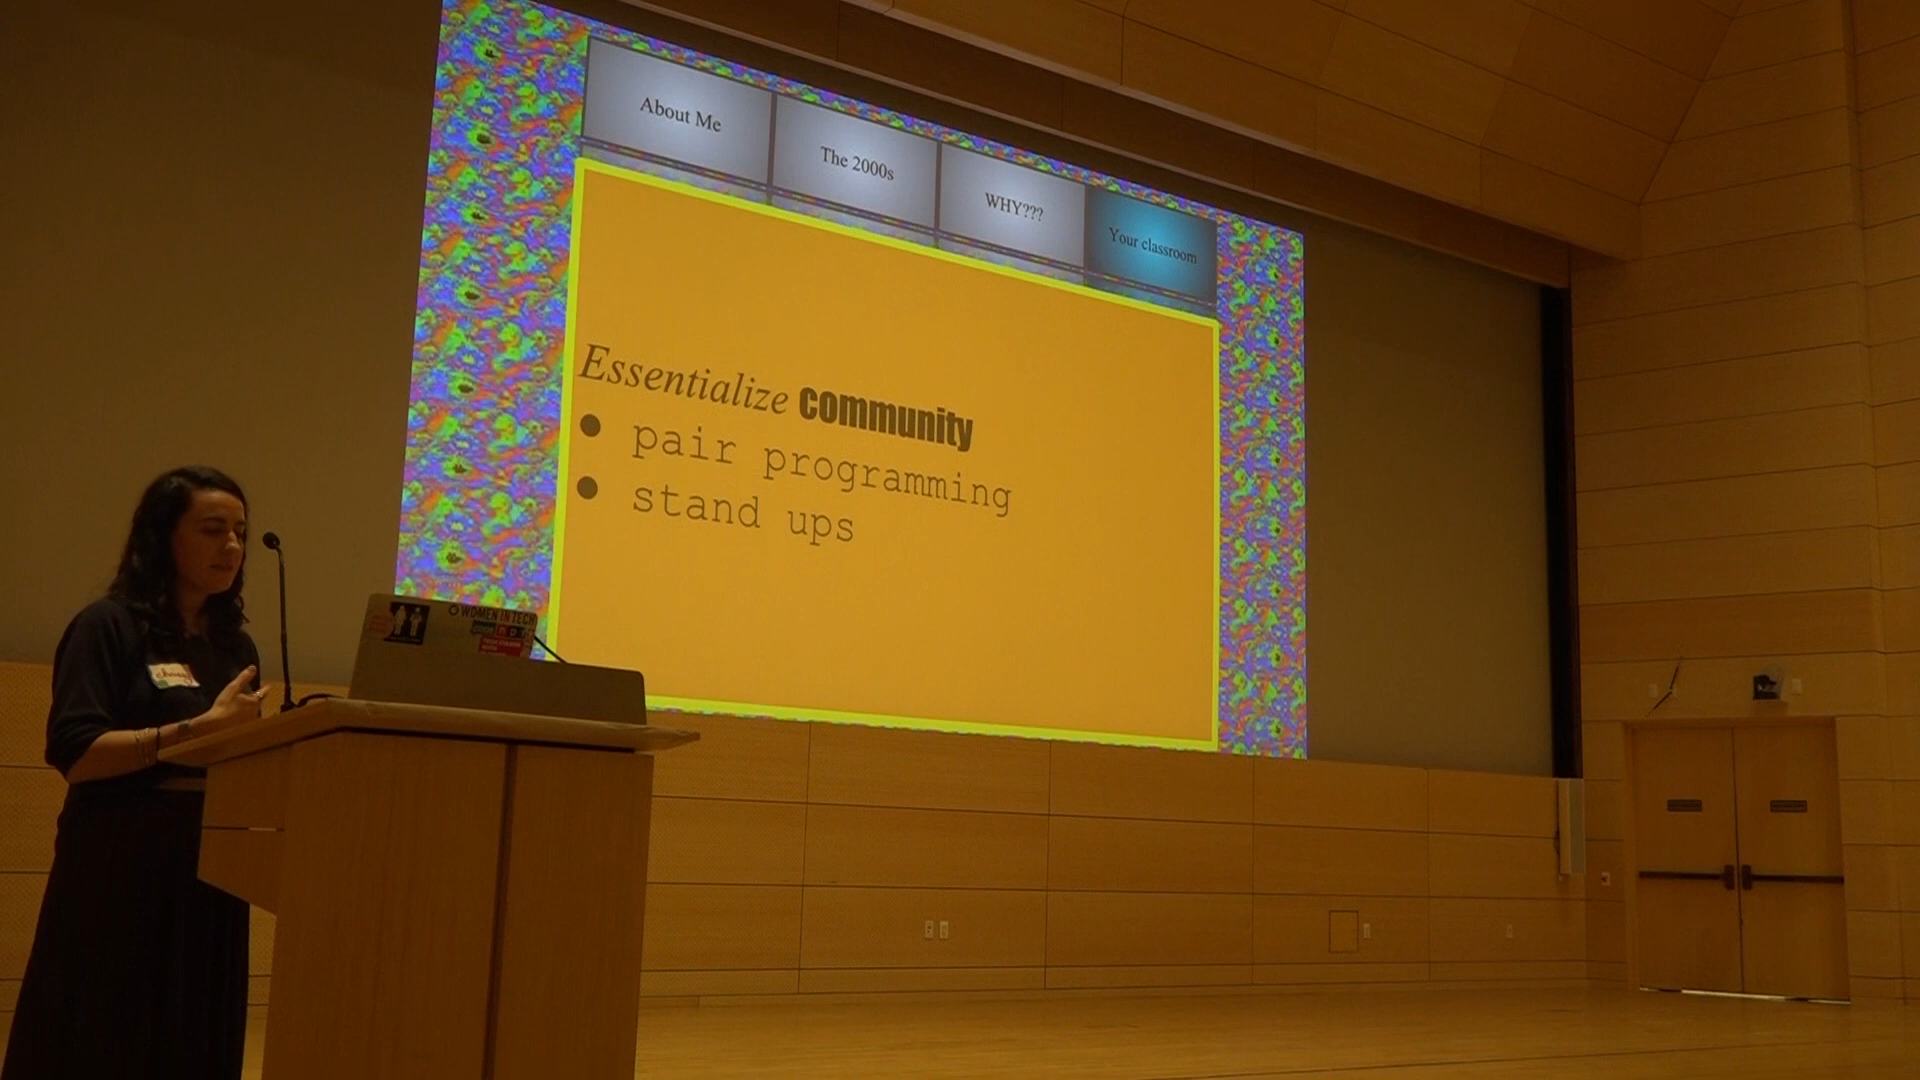 About Me
The 2000s
WHY???
Your classroom
Essentialize community
• pair programming
• stand ups
WOMEN IN TECH